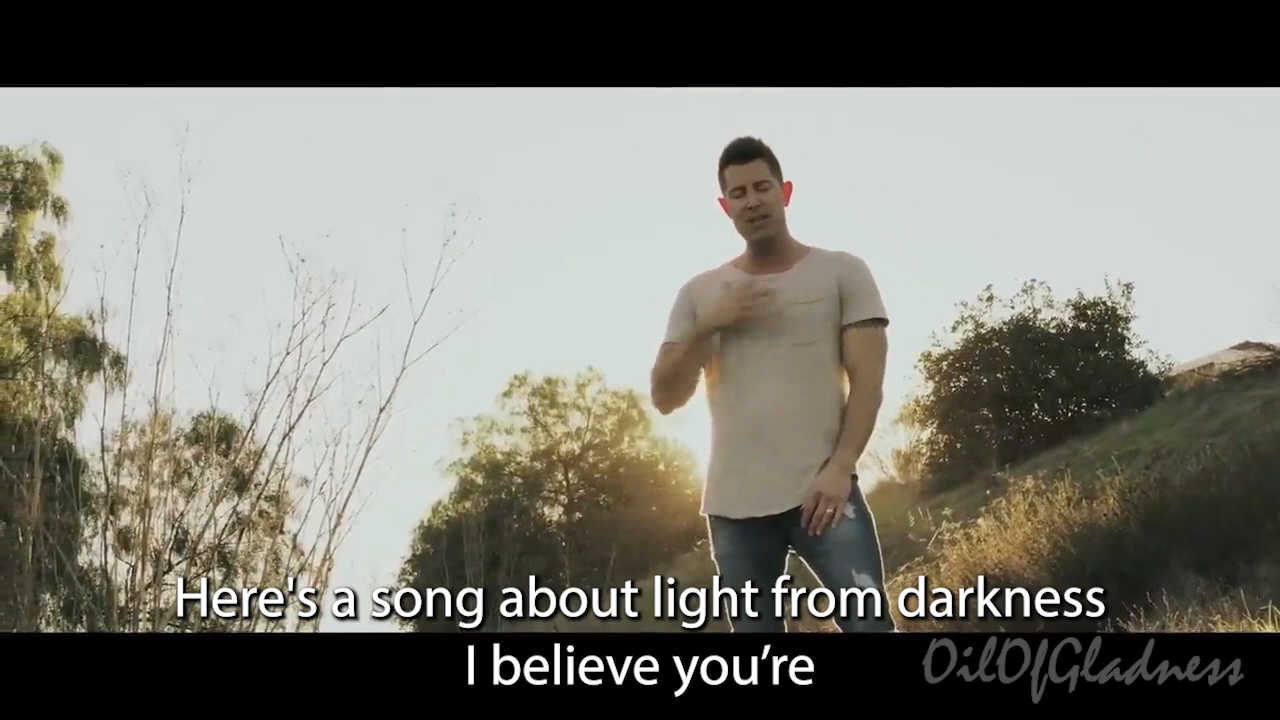 Here's a song about light from darkness
I believe you’re
OilOfGladness